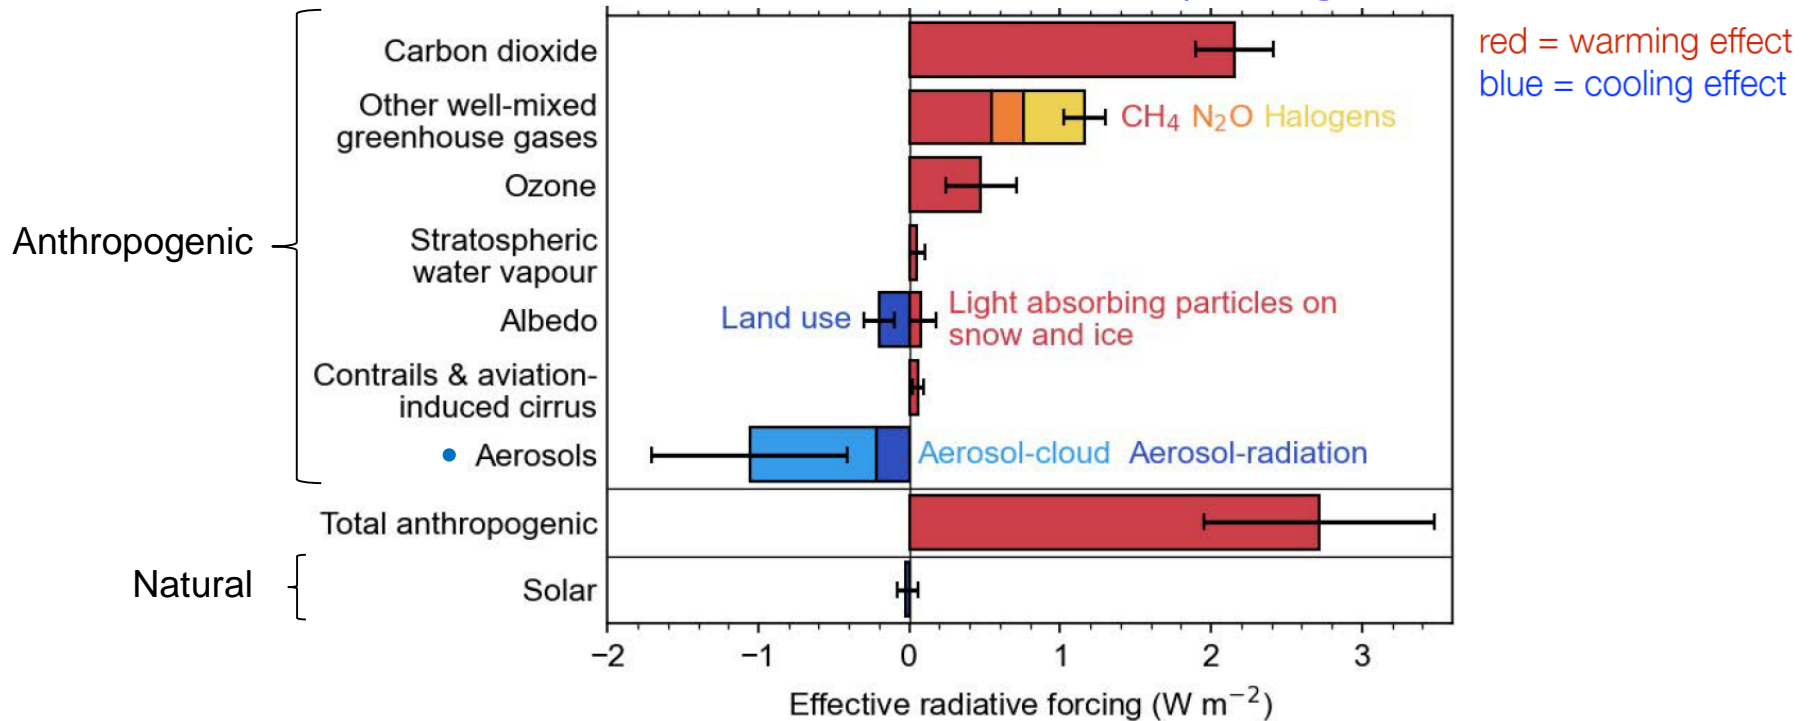 red = warming effect
blue = cooling effect
Anthropogenic
Carbon dioxide
Other well-mixed
greenhouse gases
CH₄ N₂O Halogens
Ozone
Stratospheric
water vapour
Albedo
Land use
Light absorbing particles on
snow and ice
Contrails & aviation-
induced cirrus
• Aerosols
Aerosol-cloud Aerosol-radiation
Total anthropogenic
Natural
Solar
−2 −1 0 1 2 3
Effective radiative forcing (W m⁻²)